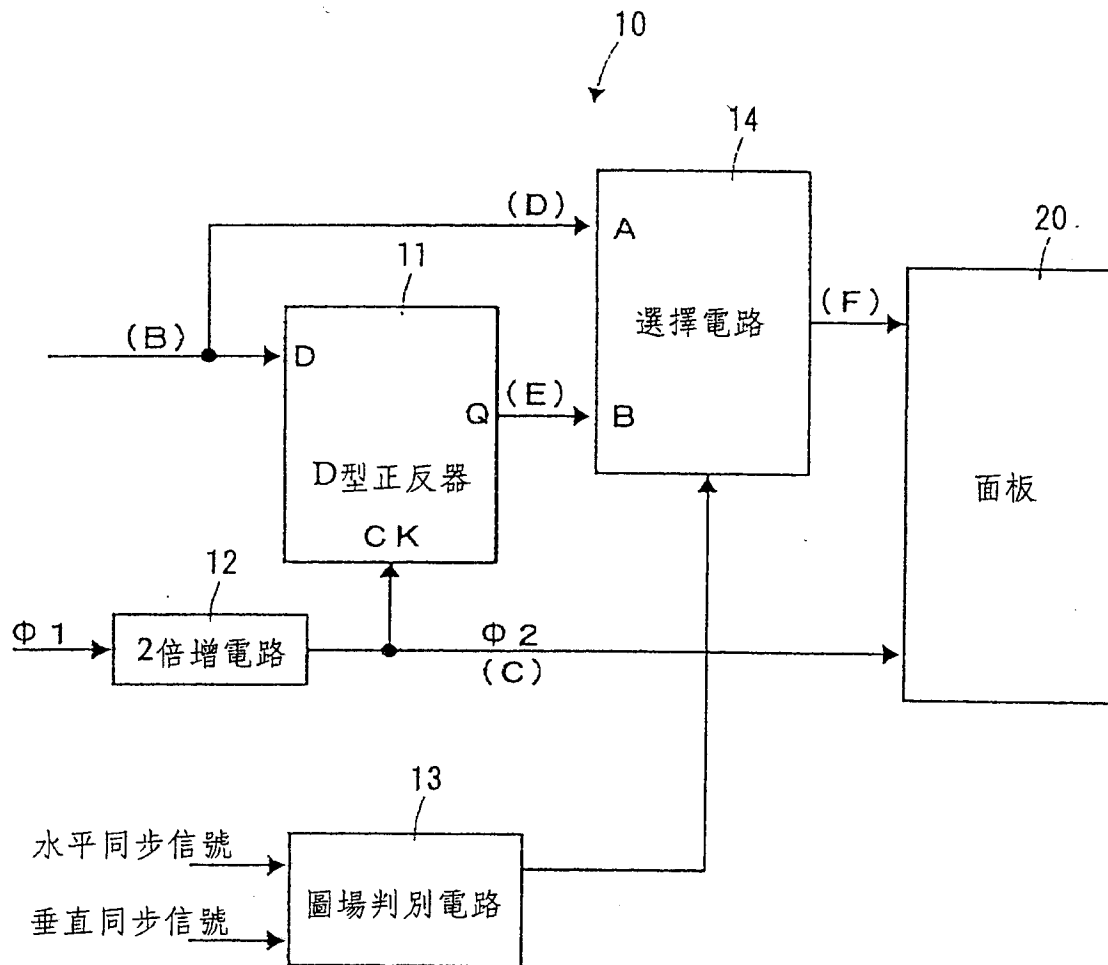 10
14
(D)
A
20
11
(B)
D
選擇電路
(F)
(E)
Q
B
D型正反器
面板
CK
12
Φ1
2倍增電路
Φ2
(C)
13
水平同步信號
圖場判別電路
垂直同步信號